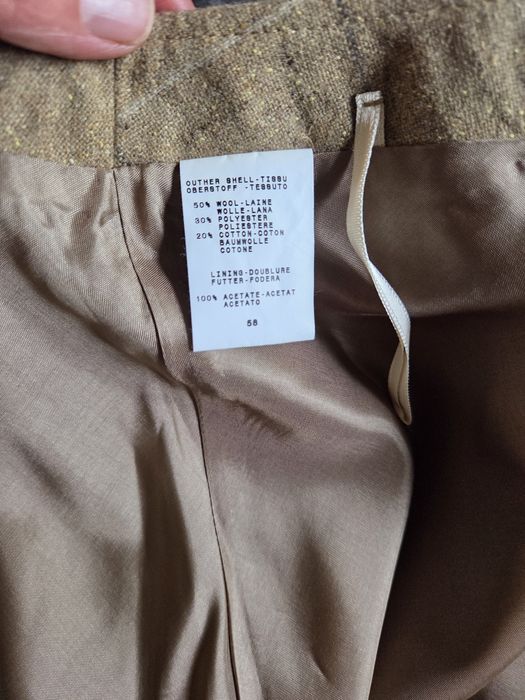 OUTHER SHELL-TISSU
OBERSTOFF -TESSUTO
50% WOOL-LAINE
WOLLE-LANA
30% POLYESTER
POLIESTERE
20% COTTON-COTON
BAUMWOLLE
COTONE
LINING-DOUBLURE
FUTTER-FODERA
100% ACETATE-ACETAT
ACETATO
58